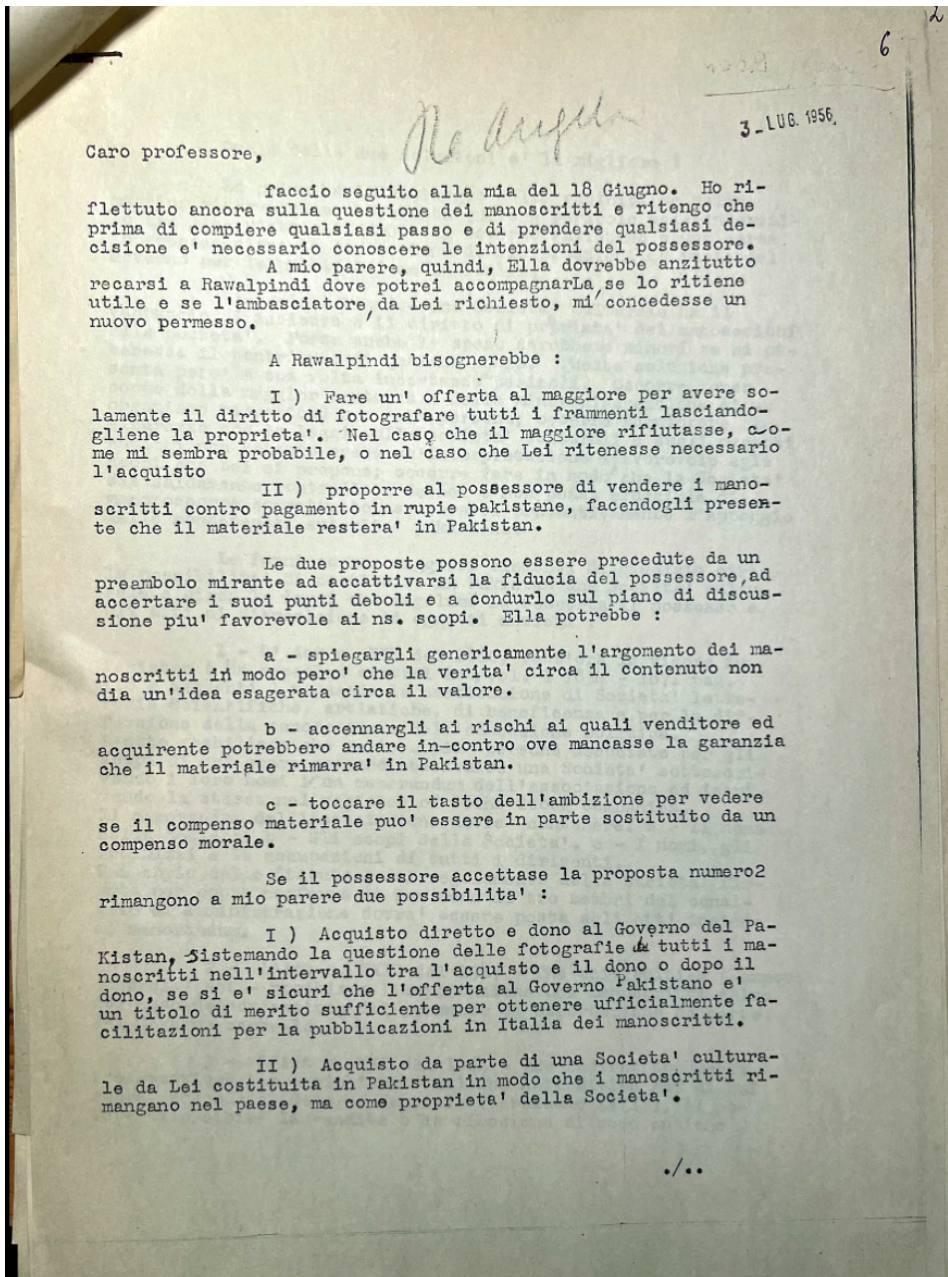 2
6
De Angelis
3 – LUG. 1956
Caro professore,
faccio seguito alla mia del 18 Giugno. Ho ri-
flettuto ancora sulla questione dei manoscritti e ritengo che
prima di compiere qualsiasi passo e di prendere qualsiasi de-
cisione e' necessario conoscere le intenzioni del possessore.
A mio parere, quindi, Ella dovrebbe anzitutto
recarsi a Rawalpindi dove potrei accompagnarLa, se lo ritiene
utile e se l'ambasciatore, da Lei richiesto, mi concedesse un
nuovo permesso.
A Rawalpindi bisognerebbe :
I ) Fare un' offerta al maggiore per avere so-
lamente il diritto di fotografare tutti i frammenti lasciando-
gliene la proprieta'. Nel caso che il maggiore rifiutasse, co-
me mi sembra probabile, o nel caso che Lei ritenesse necessario
l'acquisto
II ) proporre al possessore di vendere i mano-
scritti contro pagamento in rupie pakistane, facendogli presen-
te che il materiale restera' in Pakistan.
Le due proposte possono essere precedute da un
preambolo mirante ad accattivarsi la fiducia del possessore, ad
accertare i suoi punti deboli e a condurlo sul piano di discus-
sione piu' favorevole ai ns. scopi. Ella potrebbe :
a - spiegargli genericamente l'argomento dei ma-
noscritti in modo pero' che la verita' circa il contenuto non
dia un'idea esagerata circa il valore.
b - accennargli ai rischi ai quali venditore ed
acquirente potrebbero andare in-contro ove mancasse la garanzia
che il materiale rimarra' in Pakistan.
c - toccare il tasto dell'ambizione per vedere
se il compenso materiale puo' essere in parte sostituito da un
compenso morale.
Se il possessore accettase la proposta numero2
rimangono a mio parere due possibilita' :
I ) Acquisto diretto e dono al Governo del Pa-
Kistan, Sistemando la questione delle fotografie di tutti i ma-
noscritti nell'intervallo tra l'acquisto e il dono o dopo il
dono, se si e' sicuri che l'offerta al Governo Pakistano e'
un titolo di merito sufficiente per ottenere ufficialmente fa-
cilitazioni per la pubblicazioni in Italia dei manoscritti.
II ) Acquisto da parte di una Societa' cultura-
le da Lei costituita in Pakistan in modo che i manoscritti ri-
mangano nel paese, ma come proprieta' della Societa'.
./..